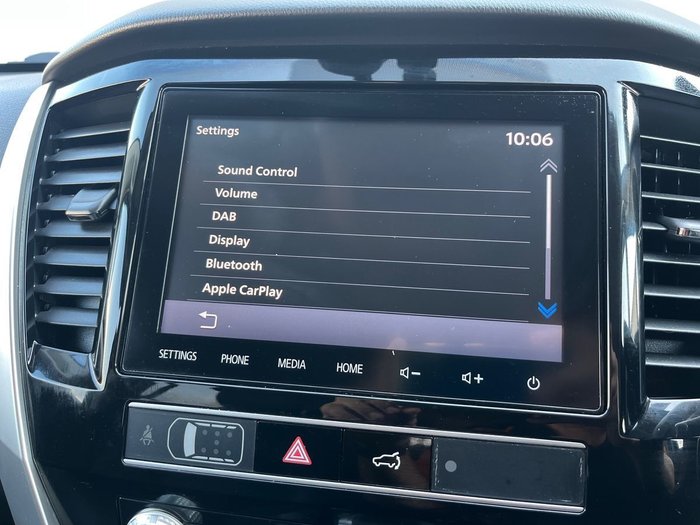 Settings
10:06
Sound Control
Volume
DAB
Display
Bluetooth
Apple CarPlay
SETTINGS
PHONE
MEDIA
HOME